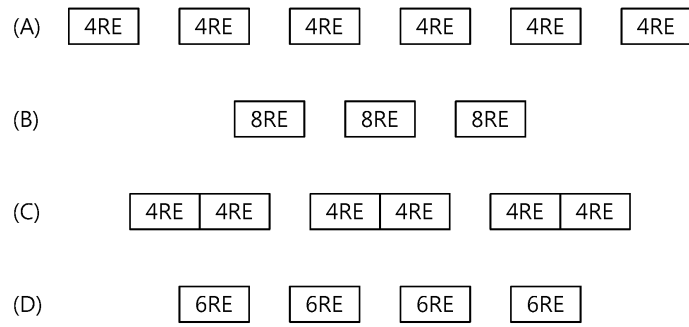 (A) 4RE 4RE 4RE 4RE 4RE 4RE
(B) 8RE 8RE 8RE
(C) 4RE 4RE 4RE 4RE 4RE 4RE
(D) 6RE 6RE 6RE 6RE